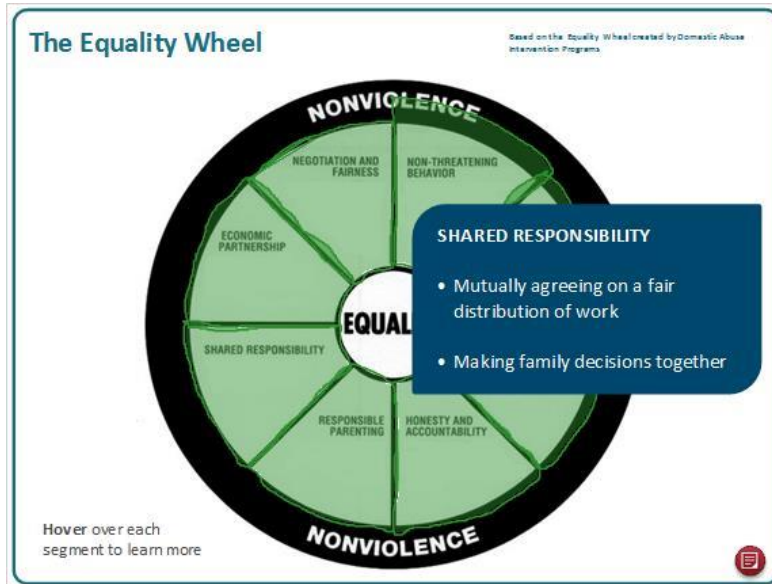 The Equality Wheel
Based on the Equality Wheel created by Domestic Abuse
Intervention Programs
NONVIOLENCE
NEGOTIATION AND
FAIRNESS
NON-THREATENING
BEHAVIOR
ECONOMIC
PARTNERSHIP
SHARED RESPONSIBILITY
• Mutually agreeing on a fair
distribution of work
• Making family decisions together
EQUAL
SHARED RESPONSIBILITY
RESPONSIBLE
PARENTING
HONESTY AND
ACCOUNTABILITY
Hover over each
segment to learn more
NONVIOLENCE